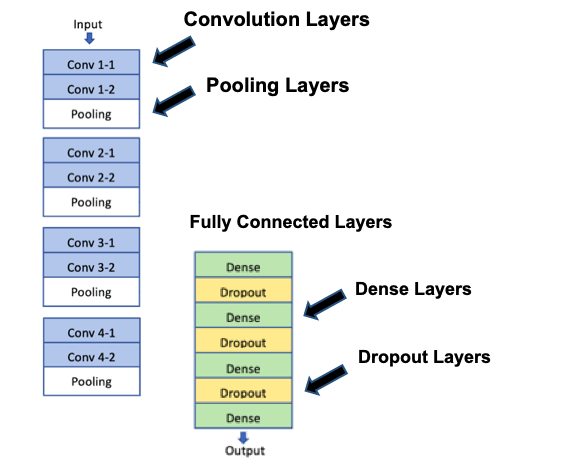 Input
Convolution Layers
Conv 1-1
Conv 1-2
Pooling
Pooling Layers
Conv 2-1
Conv 2-2
Pooling
Conv 3-1
Conv 3-2
Pooling
Conv 4-1
Conv 4-2
Pooling
Fully Connected Layers
Dense
Dropout
Dense
Dropout
Dense
Dropout
Dense
Dense Layers
Dropout Layers
Output